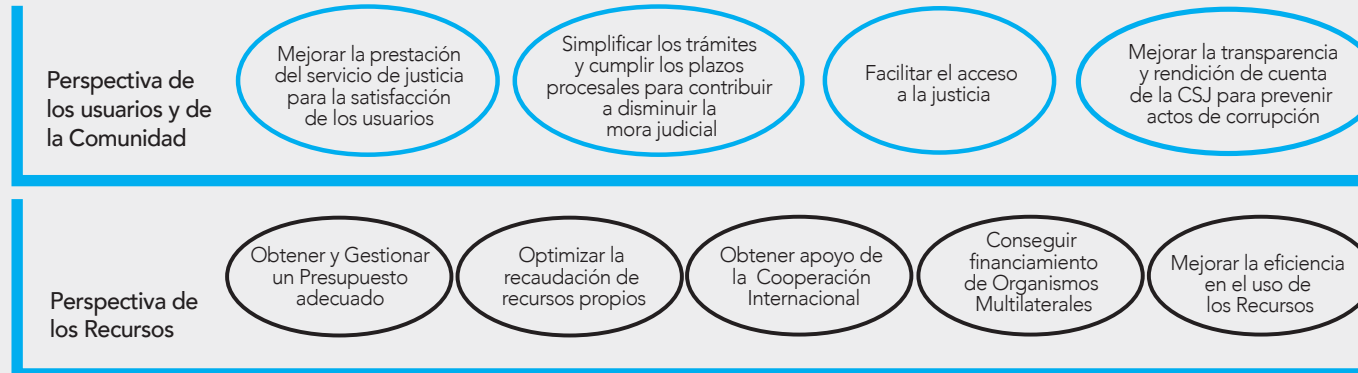 Perspectiva de
los usuarios y de
la Comunidad
Mejorar la prestación
del servicio de justicia
para la satisfacción
de los usuarios
Simplificar los trámites
y cumplir los plazos
procesales para contribuir
a disminuir la
mora judicial
Facilitar el acceso
a la justicia
Mejorar la transparencia
y rendición de cuenta
de la CSJ para prevenir
actos de corrupción
Perspectiva de
los Recursos
Obtener y Gestionar
un Presupuesto
adecuado
Optimizar la
recaudación de
recursos propios
Obtener apoyo de
la Cooperación
Internacional
Conseguir
financiamiento
de Organismos
Multilaterales
Mejorar la eficiencia
en el uso de
los Recursos